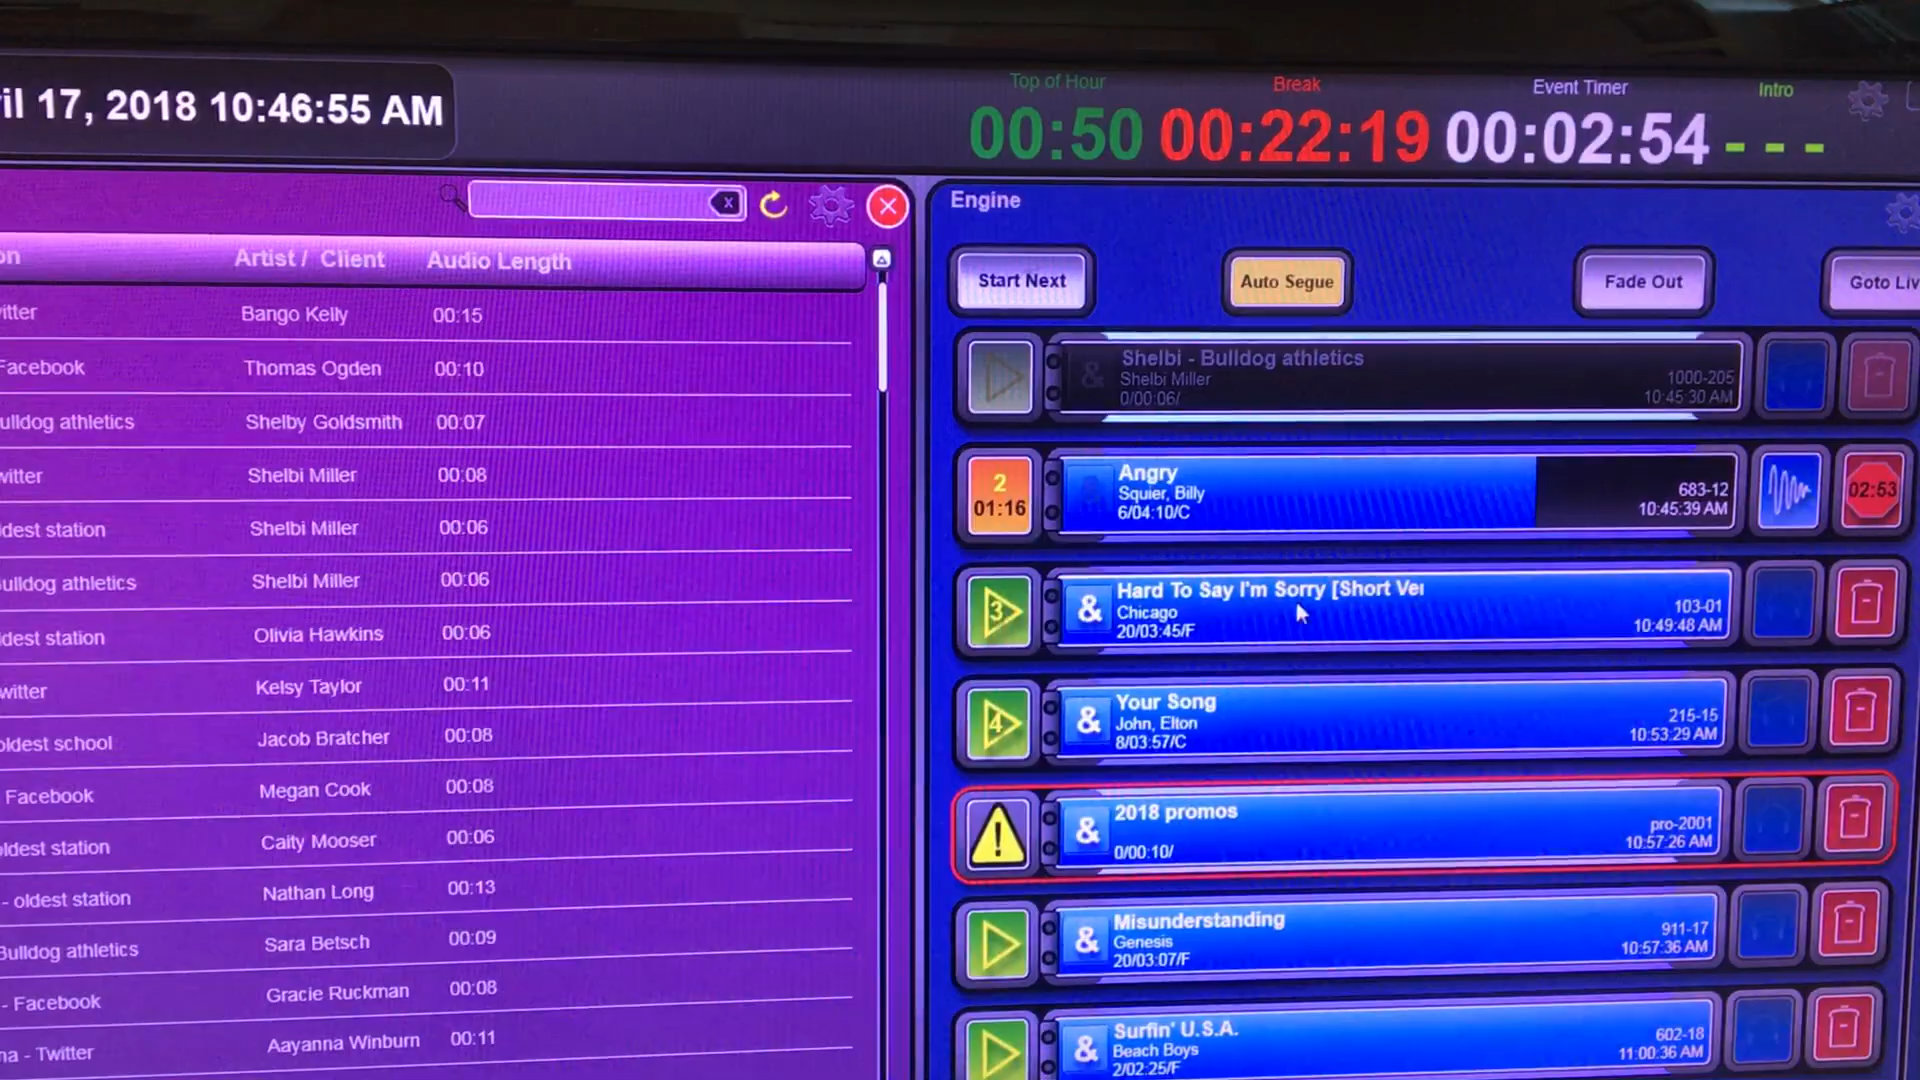 il 17, 2018 10:46:55 AM
Top of Hour
00:50
Break
00:22:19
Event Timer
00:02:54
Intro
- - -
x
on
Artist / Client
Audio Length
itter
Bango Kelly
00:15
Facebook
Thomas Ogden
00:10
ulldog athletics
Shelby Goldsmith
00:07
witter
Shelbi Miller
00:08
ldest station
Shelbi Miller
00:06
ulldog athletics
Shelbi Miller
00:06
ldest station
Olivia Hawkins
00:06
witter
Kelsy Taylor
00:11
oldest school
Jacob Bratcher
00:08
Facebook
Megan Cook
00:08
oldest station
Caity Mooser
00:06
- oldest station
Nathan Long
00:13
Bulldog athletics
Sara Betsch
00:09
- Facebook
Gracie Ruckman
00:08
na - Twitter
Aayanna Winburn
00:11
Engine
Start Next
Auto Segue
Fade Out
Goto Liv
&
Shelbi - Bulldog athletics
Shelbi Miller
0/00:06/
1000-205
10:45:30 AM
2
01:16
Angry
Squier, Billy
6/04:10/C
683-12
10:45:39 AM
02:53
3
&
Hard To Say I'm Sorry [Short Ver
Chicago
20/03:45/F
103-01
10:49:48 AM
4
&
Your Song
John, Elton
8/03:57/C
215-15
10:53:29 AM
!
&
2018 promos
0/00:10/
pro-2001
10:57:26 AM
&
Misunderstanding
Genesis
20/03:07/F
911-17
10:57:36 AM
&
Surfin' U.S.A.
Beach Boys
2/02:25/F
602-18
11:00:36 AM